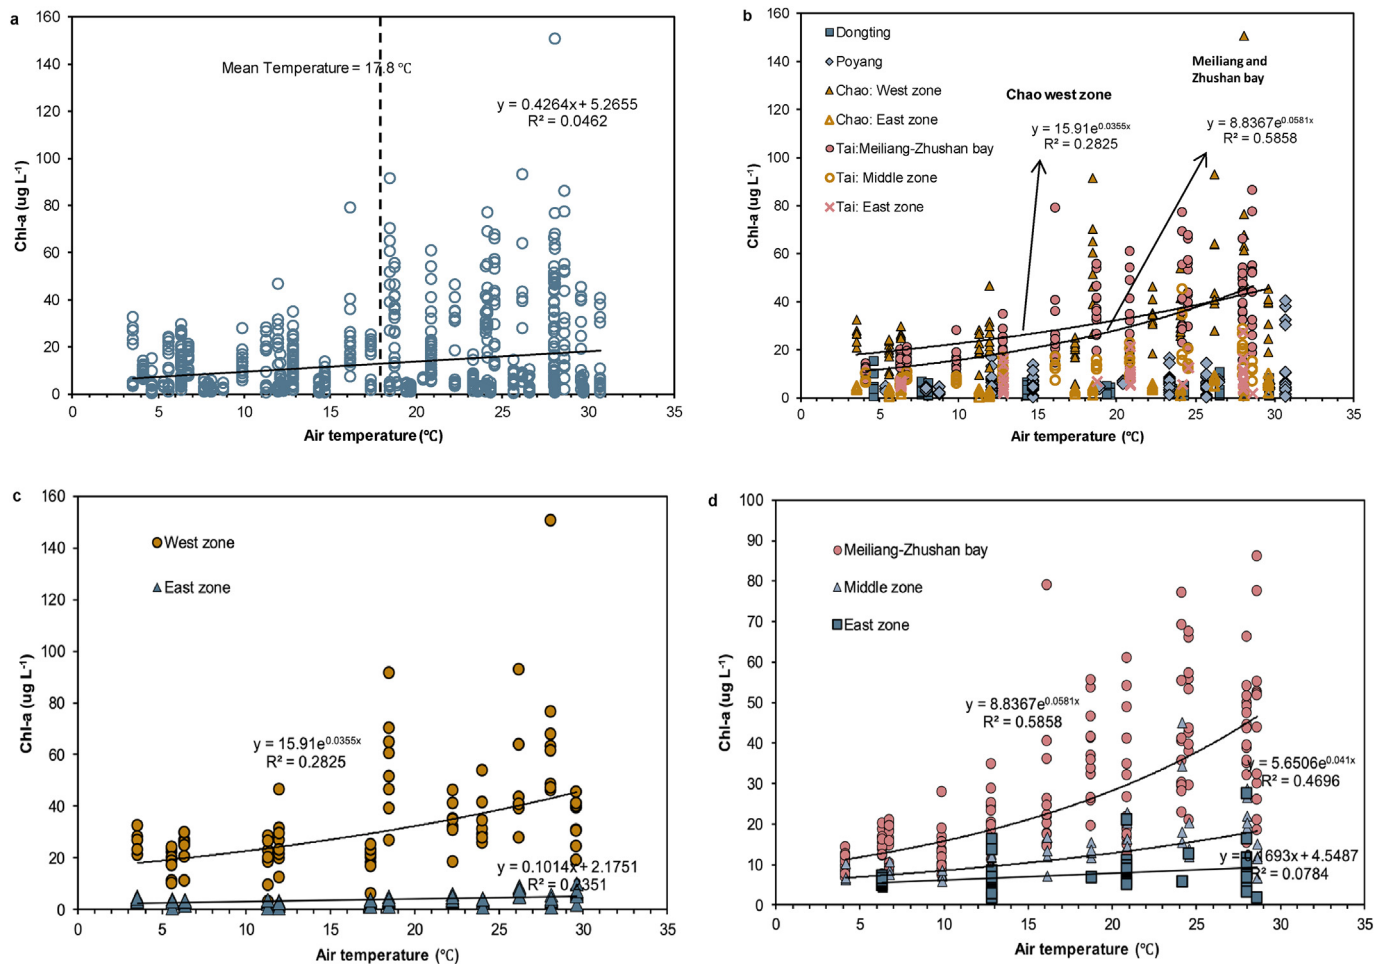 a
160
140
120
100
80
60
40
20
0
0 5 10 15 20 25 30 35
Chl-a (ug L⁻¹)
Air temperature (℃)
Mean Temperature = 17.8 ℃
y = 0.4264x + 5.2655
R² = 0.0462
b
160
140
120
100
80
60
40
20
0
0 5 10 15 20 25 30 35
Chl-a (ug L⁻¹)
Air temperature (℃)
Dongting
Poyang
Chao: West zone
Chao: East zone
Tai:Meiliang-Zhushan bay
Tai: Middle zone
Tai: East zone
Chao west zone
y = 15.91e^0.0355x
R² = 0.2825
Meiliang and
Zhushan bay
y = 8.8367e^0.0581x
R² = 0.5858
c
160
140
120
100
80
60
40
20
0
0 5 10 15 20 25 30 35
Chl-a (ug L⁻¹)
Air temperature (℃)
West zone
East zone
y = 15.91e^0.0355x
R² = 0.2825
y = 0.1014x + 2.1751
R² =
d
100
90
80
70
60
50
40
30
20
10
0
0 5 10 15 20 25 30 35
Chl-a (ug L⁻¹)
Air temperature (℃)
Meiliang-Zhushan bay
Middle zone
East zone
y = 8.8367e^0.0581x
R² = 0.5858
y = 5.6506e^0.041x
R² = 0.4696
+ 4.5487
R² = 0.0784